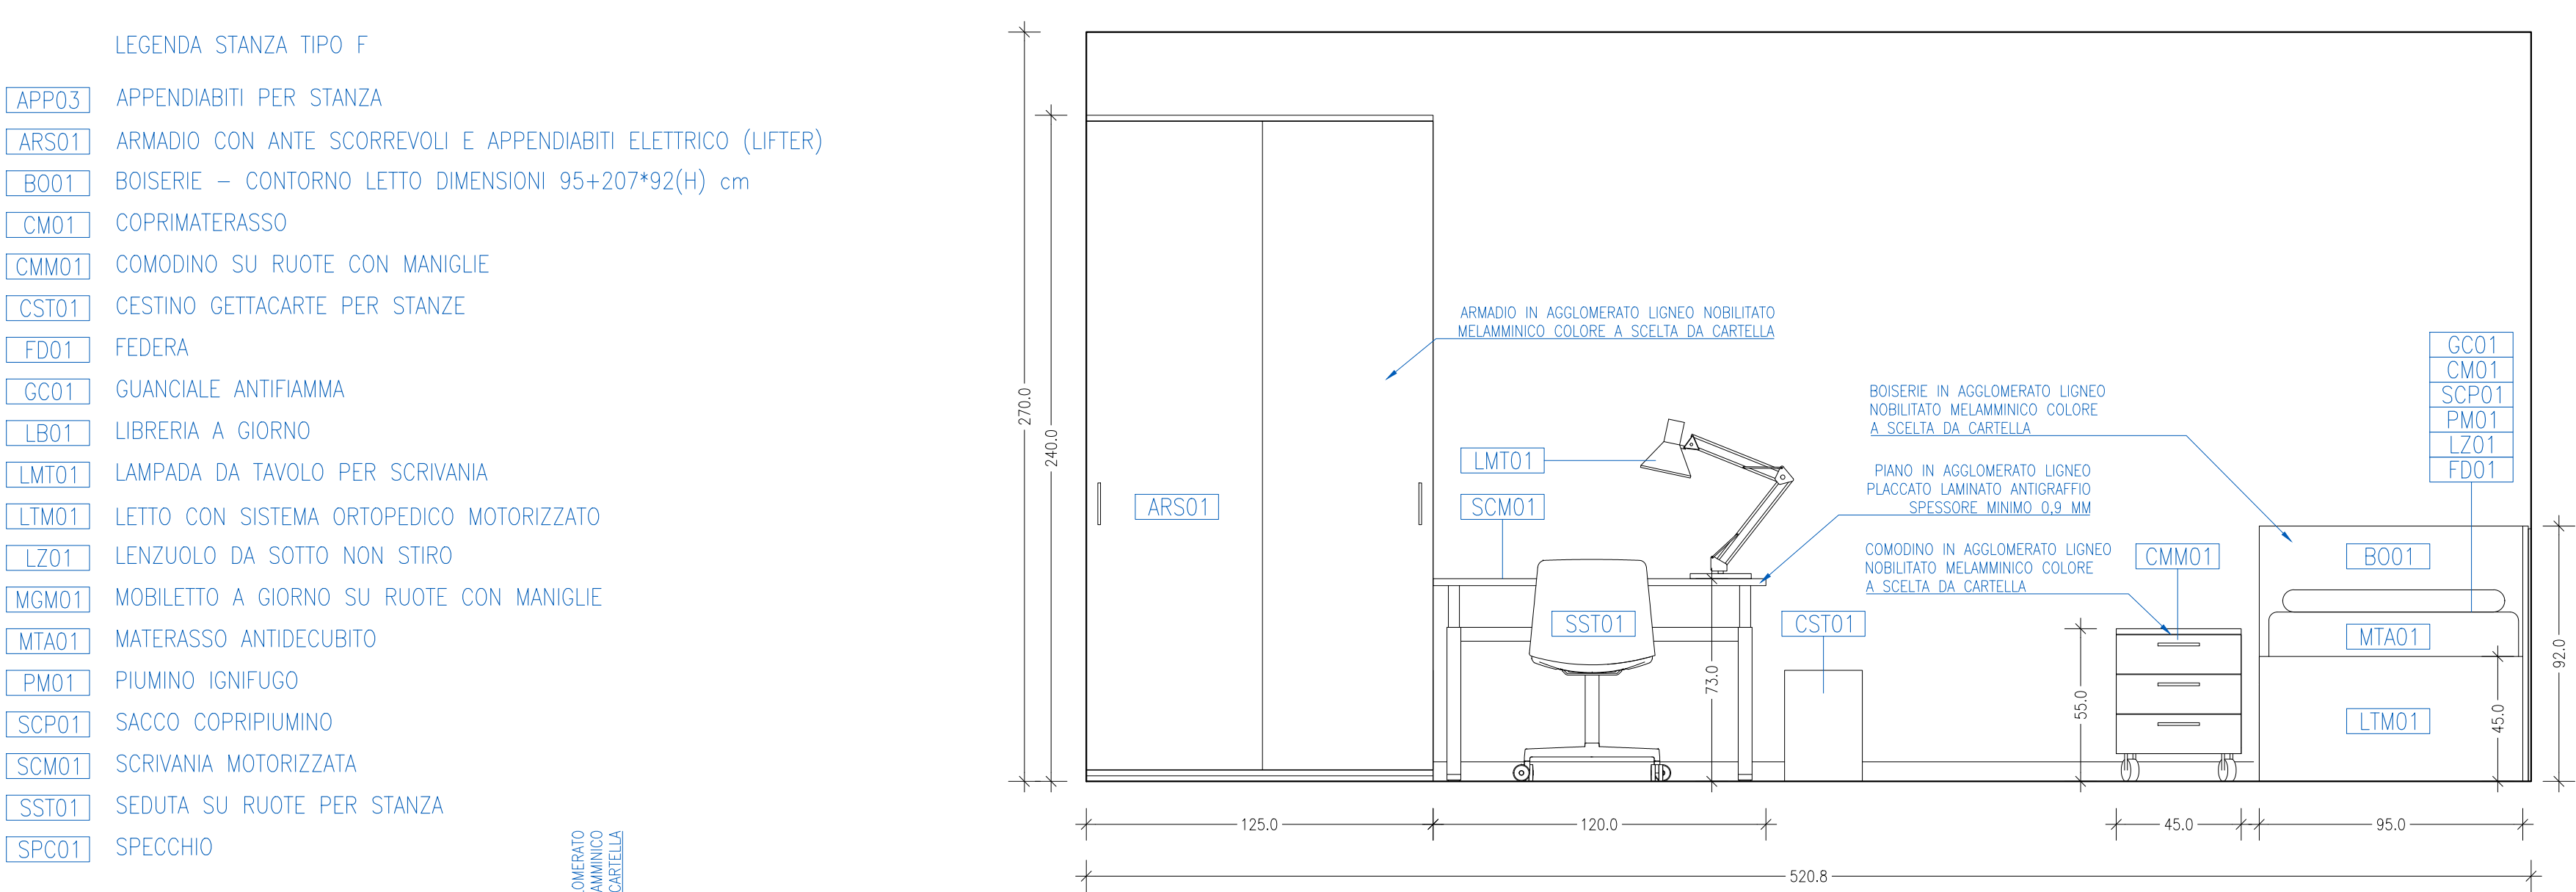 LEGENDA STANZA TIPO F
APP03 APPENDIABITI PER STANZA
ARS01 ARMADIO CON ANTE SCORREVOLI E APPENDIABITI ELETTRICO (LIFTER)
BO01 BOISERIE – CONTORNO LETTO DIMENSIONI 95+207*92(H) cm
CM01 COPRIMATERASSO
CMM01 COMODINO SU RUOTE CON MANIGLIE
CST01 CESTINO GETTACARTE PER STANZE
FD01 FEDERA
GC01 GUANCIALE ANTIFIAMMA
LB01 LIBRERIA A GIORNO
LMT01 LAMPADA DA TAVOLO PER SCRIVANIA
LTM01 LETTO CON SISTEMA ORTOPEDICO MOTORIZZATO
LZ01 LENZUOLO DA SOTTO NON STIRO
MGM01 MOBILETTO A GIORNO SU RUOTE CON MANIGLIE
MTA01 MATERASSO ANTIDECUBITO
PM01 PIUMINO IGNIFUGO
SCP01 SACCO COPRIPIUMINO
SCM01 SCRIVANIA MOTORIZZATA
SST01 SEDUTA SU RUOTE PER STANZA
SPC01 SPECCHIO
OMERATO
AMMINICO
CARTELLA
270.0
240.0
ARS01
ARMADIO IN AGGLOMERATO LIGNEO NOBILITATO
MELAMMINICO COLORE A SCELTA DA CARTELLA
LMT01
SCM01
SST01
73.0
CST01
BOISERIE IN AGGLOMERATO LIGNEO
NOBILITATO MELAMMINICO COLORE
A SCELTA DA CARTELLA
PIANO IN AGGLOMERATO LIGNEO
PLACCATO LAMINATO ANTIGRAFFIO
SPESSORE MINIMO 0,9 MM
COMODINO IN AGGLOMERATO LIGNEO
NOBILITATO MELAMMINICO COLORE
A SCELTA DA CARTELLA
CMM01
55.0
GC01
CM01
SCP01
PM01
LZ01
FD01
BO01
MTA01
LTM01
45.0
92.0
125.0
120.0
45.0
95.0
520.8